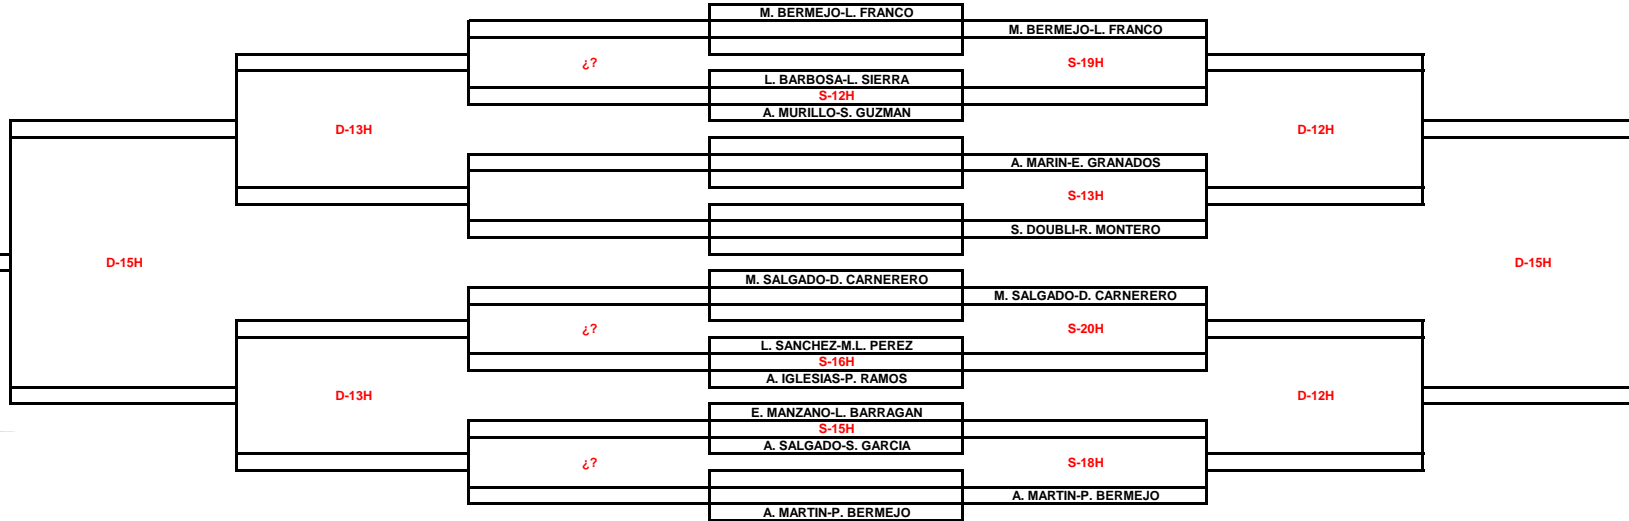 M. BERMEJO-L. FRANCO
M. BERMEJO-L. FRANCO
¿?
S-19H
L. BARBOSA-L. SIERRA
S-12H
A. MURILLO-S. GUZMAN
D-13H
D-12H
A. MARIN-E. GRANADOS
S-13H
S. DOUBLI-R. MONTERO
D-15H
D-15H
M. SALGADO-D. CARNERERO
M. SALGADO-D. CARNERERO
¿?
S-20H
L. SANCHEZ-M.L. PEREZ
S-16H
A. IGLESIAS-P. RAMOS
D-13H
D-12H
E. MANZANO-L. BARRAGAN
S-15H
A. SALGADO-S. GARCIA
¿?
S-18H
A. MARTIN-P. BERMEJO
A. MARTIN-P. BERMEJO